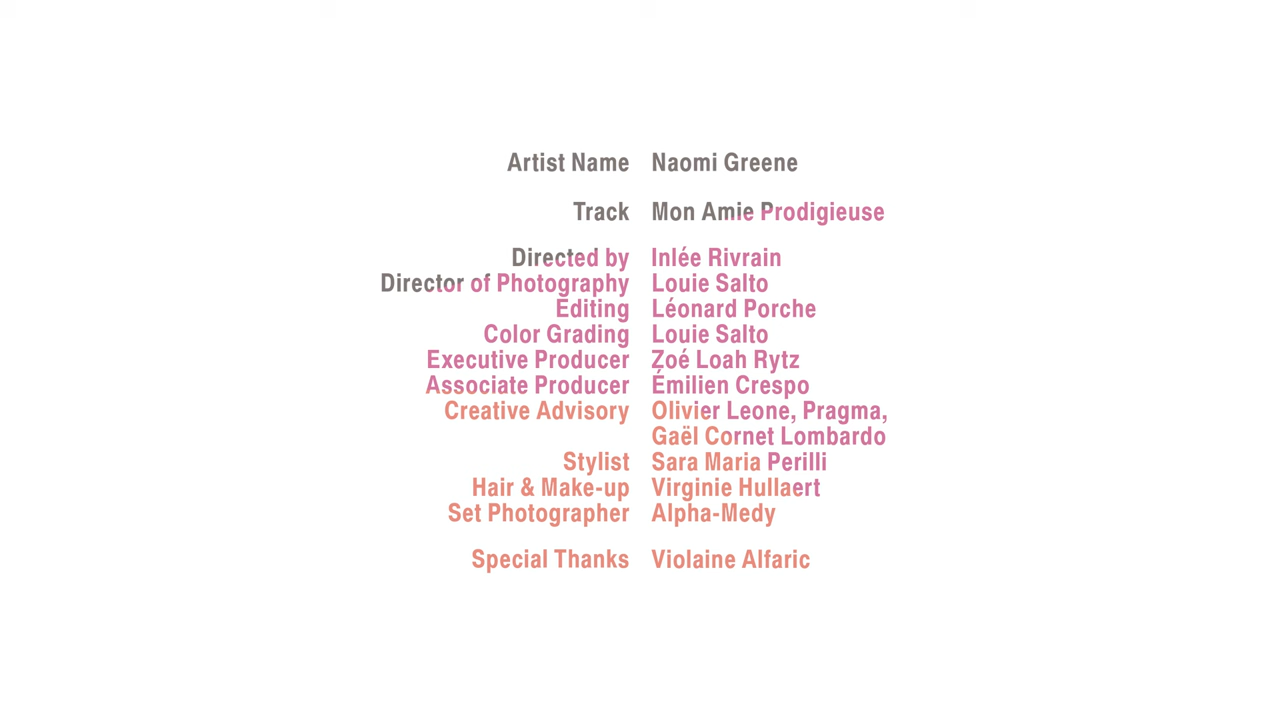 Artist Name Naomi Greene
Track Mon Amie Prodigieuse
Directed by Inlée Rivrain
Director of Photography Louie Salto
Editing Léonard Porche
Color Grading Louie Salto
Executive Producer Zoé Loah Rytz
Associate Producer Émilien Crespo
Creative Advisory Olivier Leone, Pragma,
Gaël Cornet Lombardo
Stylist Sara Maria Perilli
Hair & Make-up Virginie Hullaert
Set Photographer Alpha-Medy
Special Thanks Violaine Alfaric